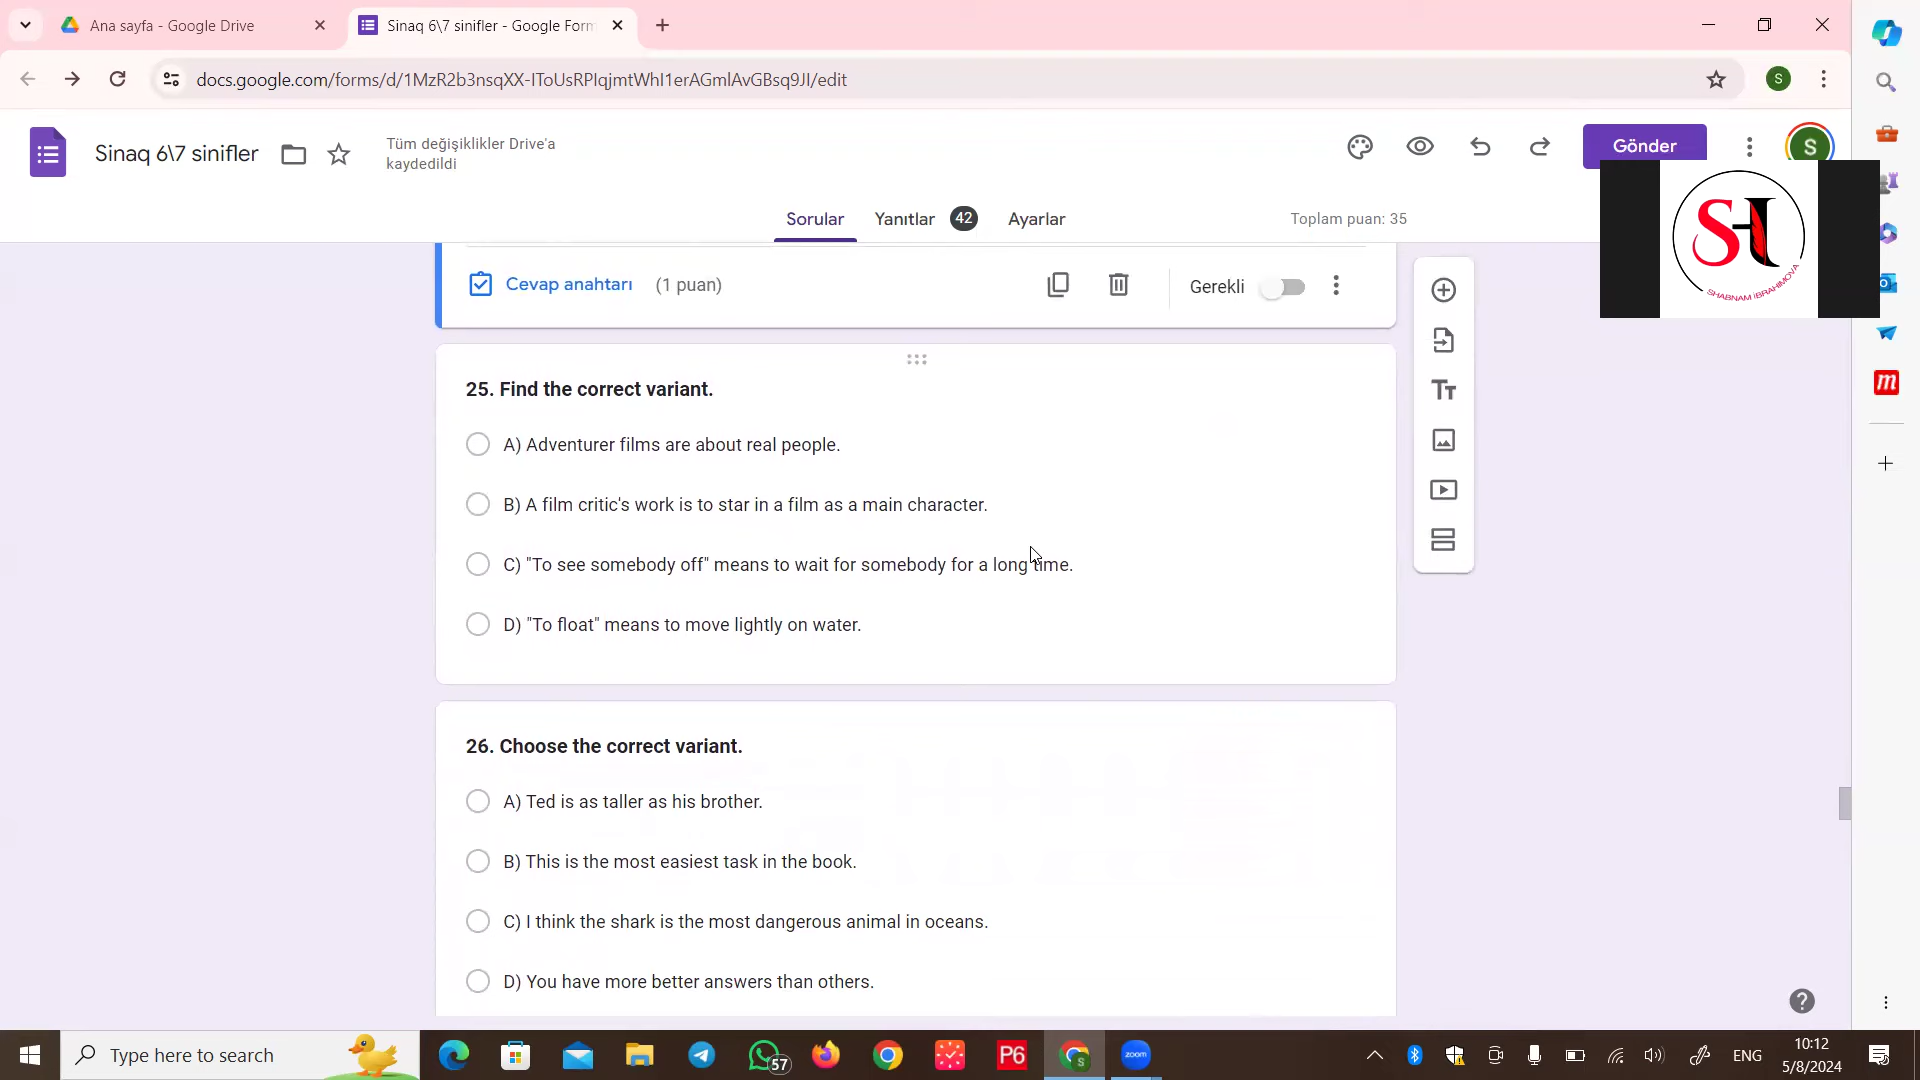 Ana sayfa - Google Drive
Sinaq 6\7 sinifler - Google Form
docs.google.com/forms/d/1MzR2b3nsqXX-IToUsRPIqjmtWhI1erAGmlAvGBsq9JI/edit
S
Sinaq 6\7 sinifler
Tüm değişiklikler Drive'a
kaydedildi
Gönder
S
Sorular
Yanıtlar 42
Ayarlar
Toplam puan: 35
SHABNAM İBRAHIMOVA
Cevap anahtarı (1 puan)
Gerekli
25. Find the correct variant.
A) Adventurer films are about real people.
B) A film critic's work is to star in a film as a main character.
C) "To see somebody off" means to wait for somebody for a long time.
D) "To float" means to move lightly on water.
26. Choose the correct variant.
A) Ted is as taller as his brother.
B) This is the most easiest task in the book.
C) I think the shark is the most dangerous animal in oceans.
D) You have more better answers than others.
Type here to search
57
P6
zoom
ENG
10:12
5/8/2024